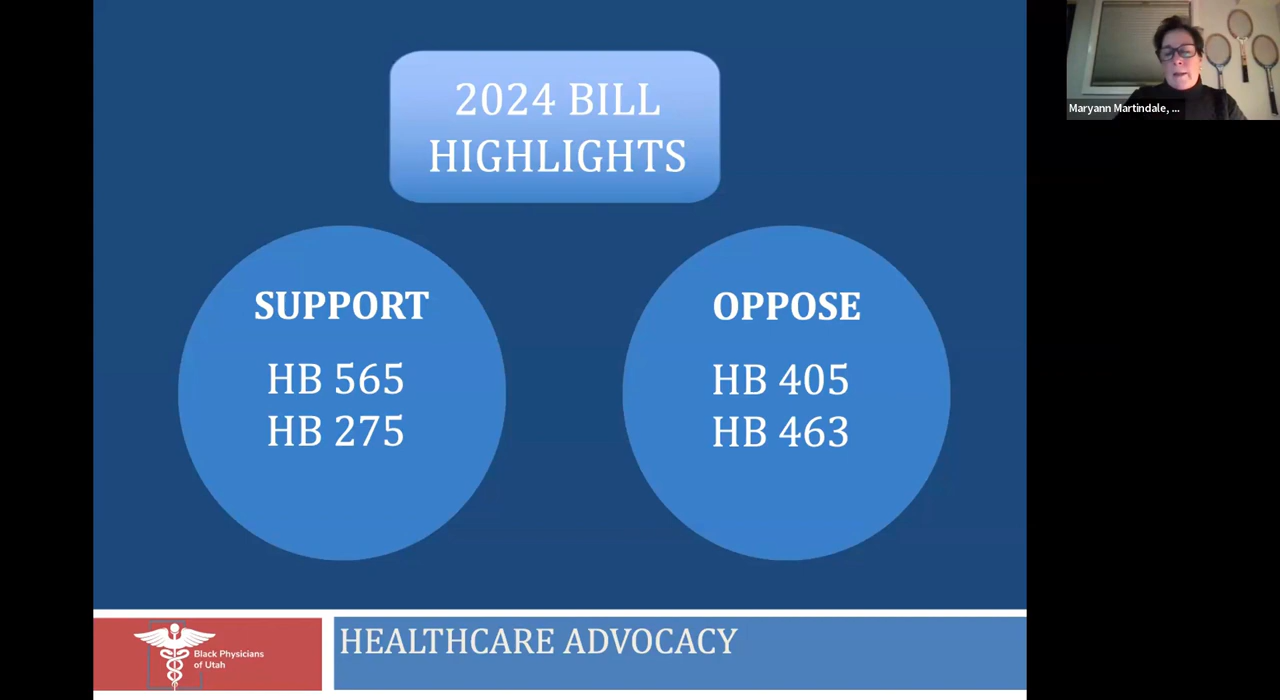 2024 BILL
HIGHLIGHTS
SUPPORT
HB 565
HB 275
OPPOSE
HB 405
HB 463
Black Physicians
of Utah
HEALTHCARE ADVOCACY
Maryann Martindale, ...